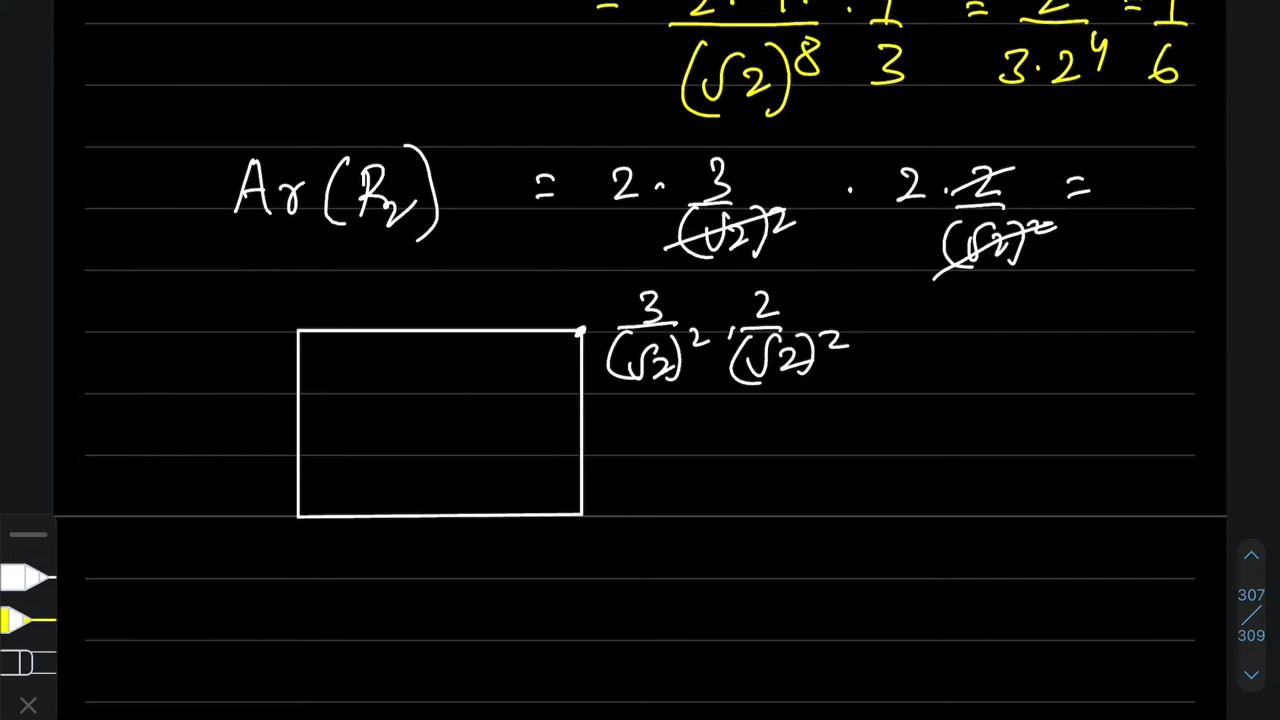 = 2·4· / (√2)^8 · 1/3 = 2 / 3·2^4 = 1/6
Ar(R₂) = 2· 3/(√2)^2 · 2· 2/(√2)^2 =
3/(√2)^2 , 2/(√2)^2
307
309